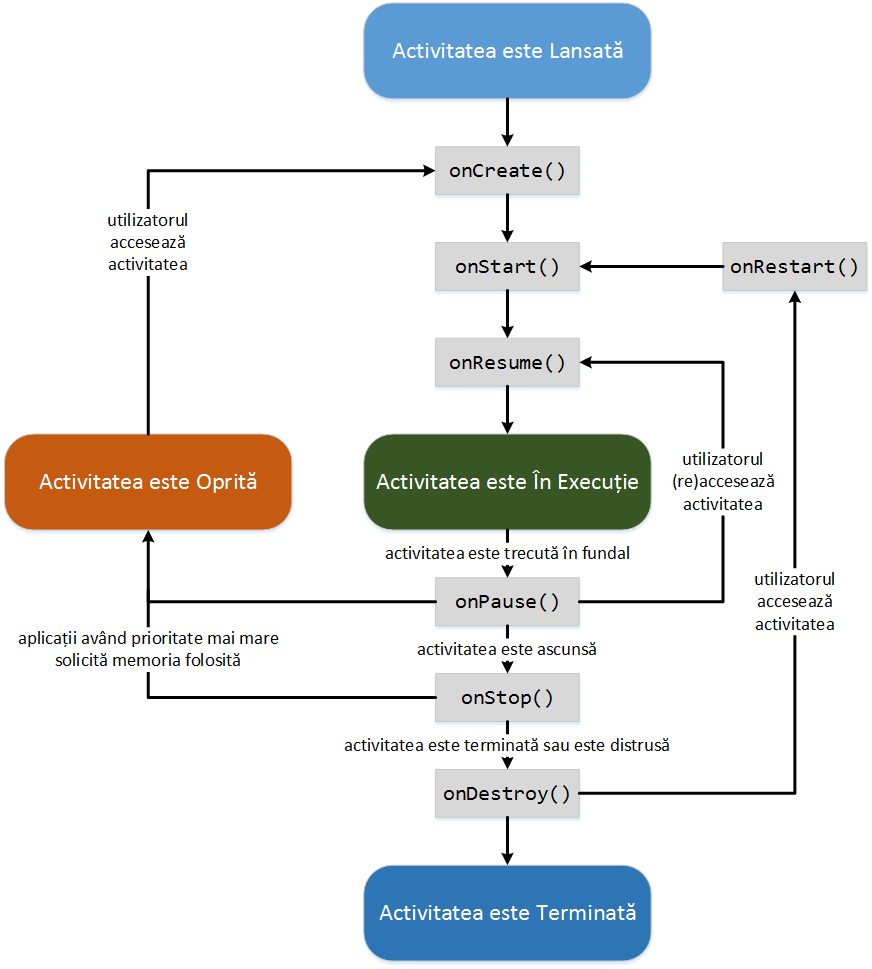 Activitatea este Lansată
onCreate()
utilizatorul
accesează
activitatea
onStart()
onRestart()
onResume()
Activitatea este Oprită
Activitatea este În Execuție
utilizatorul
(re)accesează
activitatea
activitatea este trecută în fundal
onPause()
utilizatorul
accesează
activitatea
aplicații având prioritate mai mare
solicită memoria folosită
activitatea este ascunsă
onStop()
activitatea este terminată sau este distrusă
onDestroy()
Activitatea este Terminată